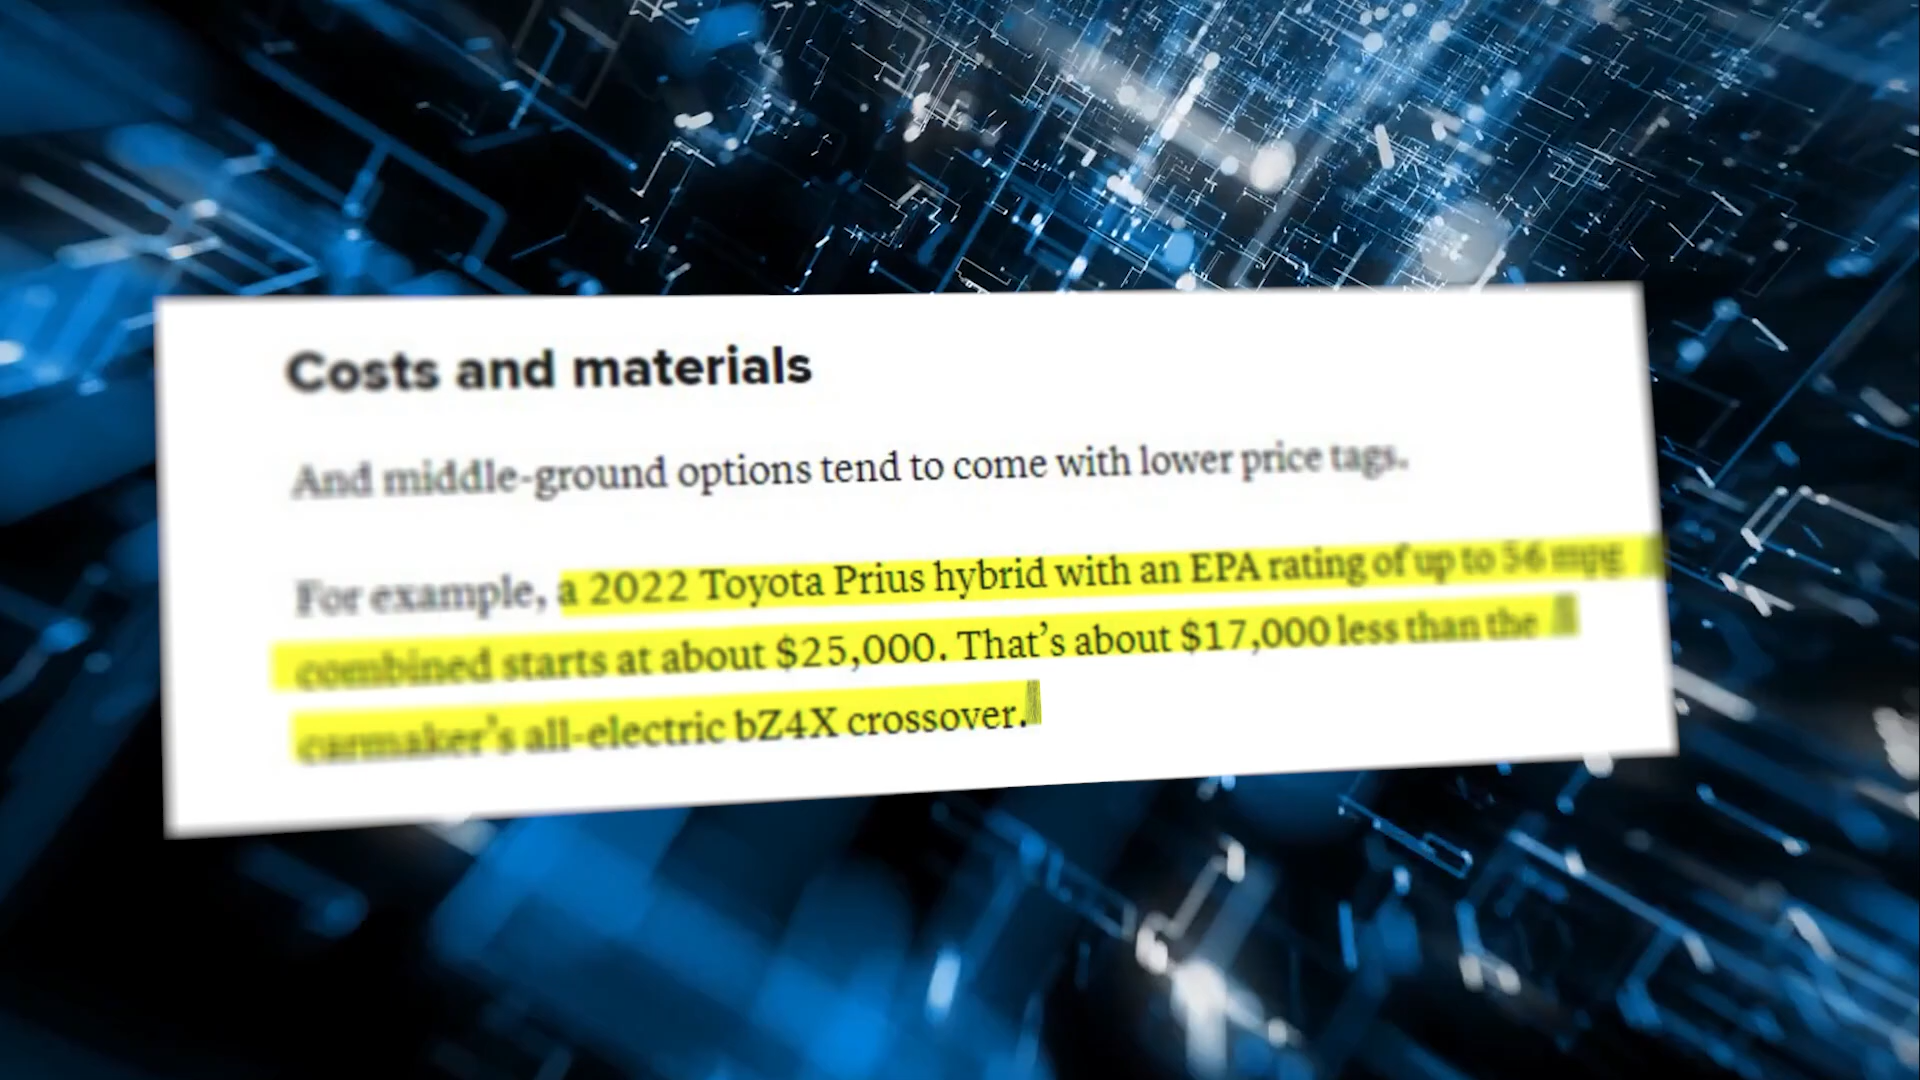 Costs and materials
And middle-ground options tend to come with lower price tags.
For example, a 2022 Toyota Prius hybrid with an EPA rating of up to 56 mpg
combined starts at about $25,000. That’s about $17,000 less than the
carmaker’s all-electric bZ4X crossover.